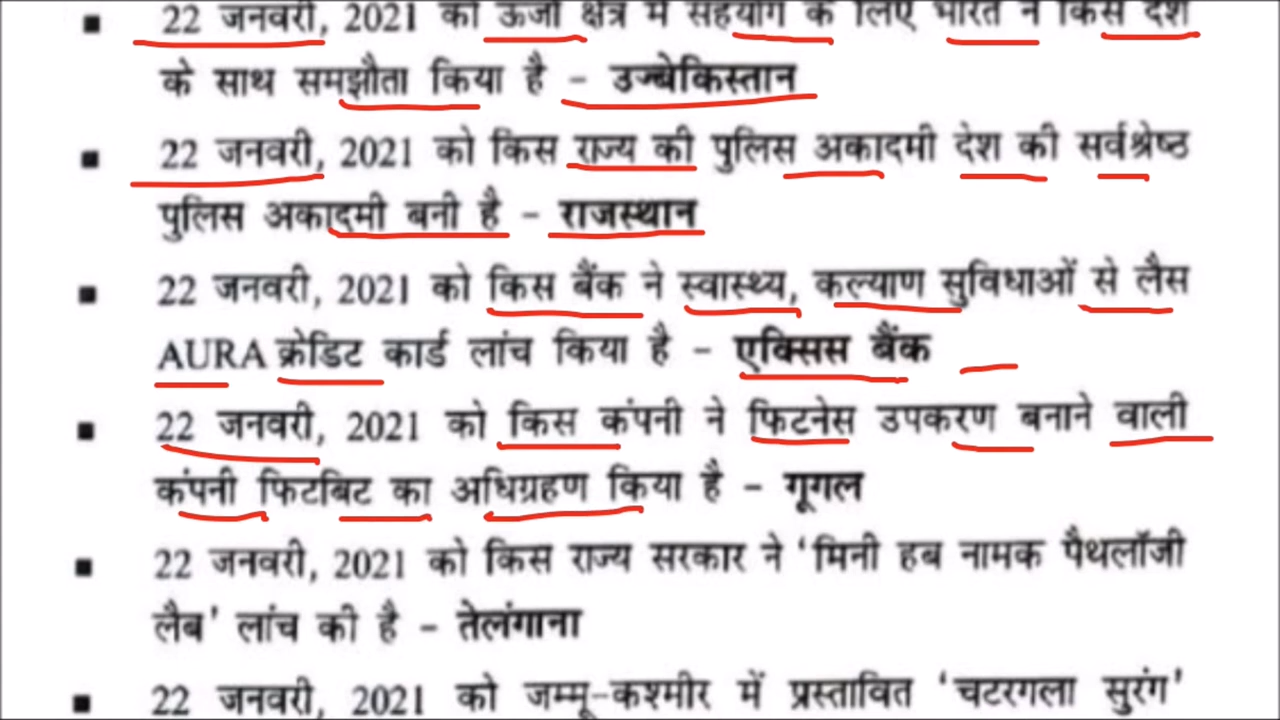 ▪ 22 जनवरी, 2021 को ऊर्जा क्षेत्र में सहयोग के लिए भारत ने किस देश
के साथ समझौता किया है – उज्बेकिस्तान
▪ 22 जनवरी, 2021 को किस राज्य की पुलिस अकादमी देश की सर्वश्रेष्ठ
पुलिस अकादमी बनी है – राजस्थान
▪ 22 जनवरी, 2021 को किस बैंक ने स्वास्थ्य, कल्याण सुविधाओं से लैस
AURA क्रेडिट कार्ड लांच किया है – एक्सिस बैंक
▪ 22 जनवरी, 2021 को किस कंपनी ने फिटनेस उपकरण बनाने वाली
कंपनी फिटबिट का अधिग्रहण किया है – गूगल
▪ 22 जनवरी, 2021 को किस राज्य सरकार ने ‘मिनी हब नामक पैथलॉजी
लैब’ लांच की है – तेलंगाना
▪ 22 जनवरी, 2021 को जम्मू-कश्मीर में प्रस्तावित ‘चटरगला सुरंग’